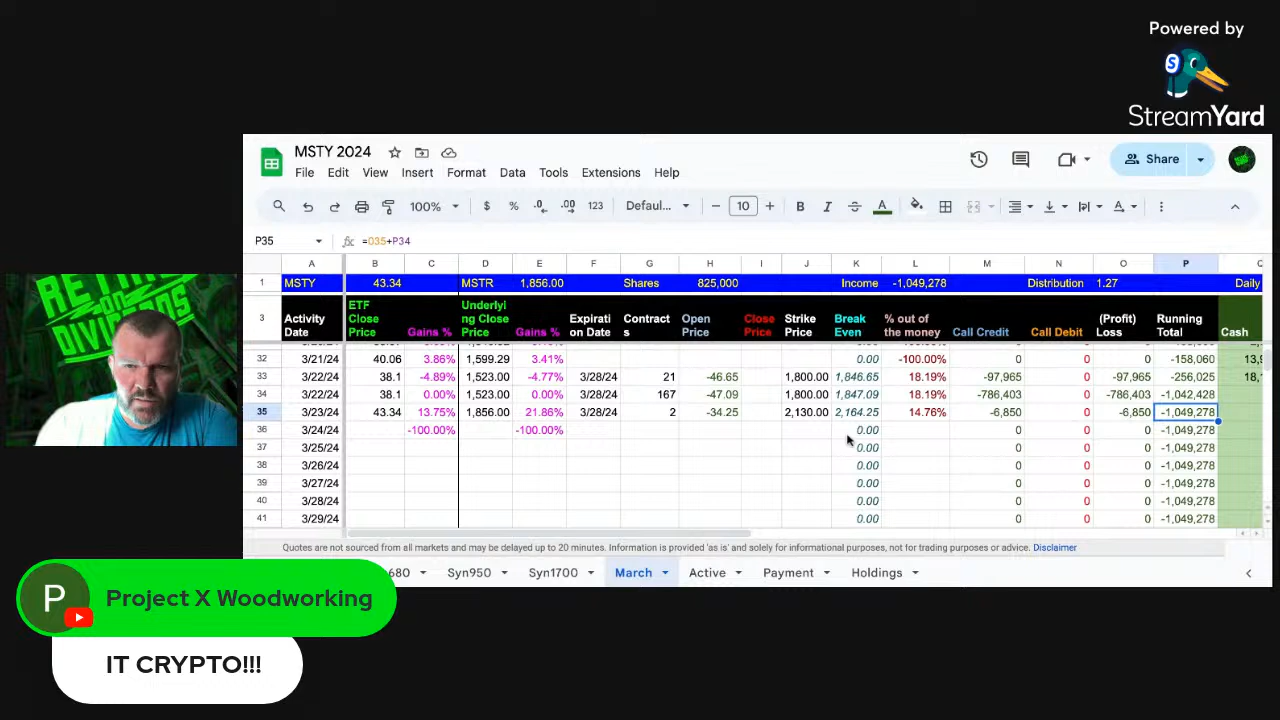 Powered by
S
StreamYard
MSTY 2024
File Edit View Insert Format Data Tools Extensions Help
Share
100% $ % .0 .00 123 Defaul... − 10 + B I A
P35 fx =O35+P34
A B C D E F G H I J K L M N O P
1 MSTY 43.34 MSTR 1,856.00 Shares 825,000 Income -1,049,278 Distribution 1.27 Daily
3 Activity Date ETF Close Price Gains % Underlying Close Price Gains % Expiration Date Contracts Open Price Close Price Strike Price Break Even % out of the money Call Credit Call Debit (Profit) Loss Running Total Cash
32 3/21/24 40.06 3.86% 1,599.29 3.41% 0.00 -100.00% 0 0 0 -158,060 13,9
33 3/22/24 38.1 -4.89% 1,523.00 -4.77% 3/28/24 21 -46.65 1,800.00 1,846.65 18.19% -97,965 0 -97,965 -256,025 18,
34 3/22/24 38.1 0.00% 1,523.00 0.00% 3/28/24 167 -47.09 1,800.00 1,847.09 18.19% -786,403 0 -786,403 -1,042,428
35 3/23/24 43.34 13.75% 1,856.00 21.86% 3/28/24 2 -34.25 2,130.00 2,164.25 14.76% -6,850 0 -6,850 -1,049,278
36 3/24/24 -100.00% -100.00% 0.00 0 0 0 -1,049,278
37 3/25/24 0.00 0 0 0 -1,049,278
38 3/26/24 0.00 0 0 0 -1,049,278
39 3/27/24 0.00 0 0 0 -1,049,278
40 3/28/24 0.00 0 0 0 -1,049,278
41 3/29/24 0.00 0 0 0 -1,049,278
Quotes are not sourced from all markets and may be delayed up to 20 minutes. Information is provided 'as is' and solely for informational purposes, not for trading purposes or advice. Disclaimer
680 Syn950 Syn1700 March Active Payment Holdings
ON
DIVIDENDS
P
Project X Woodworking
IT CRYPTO!!!